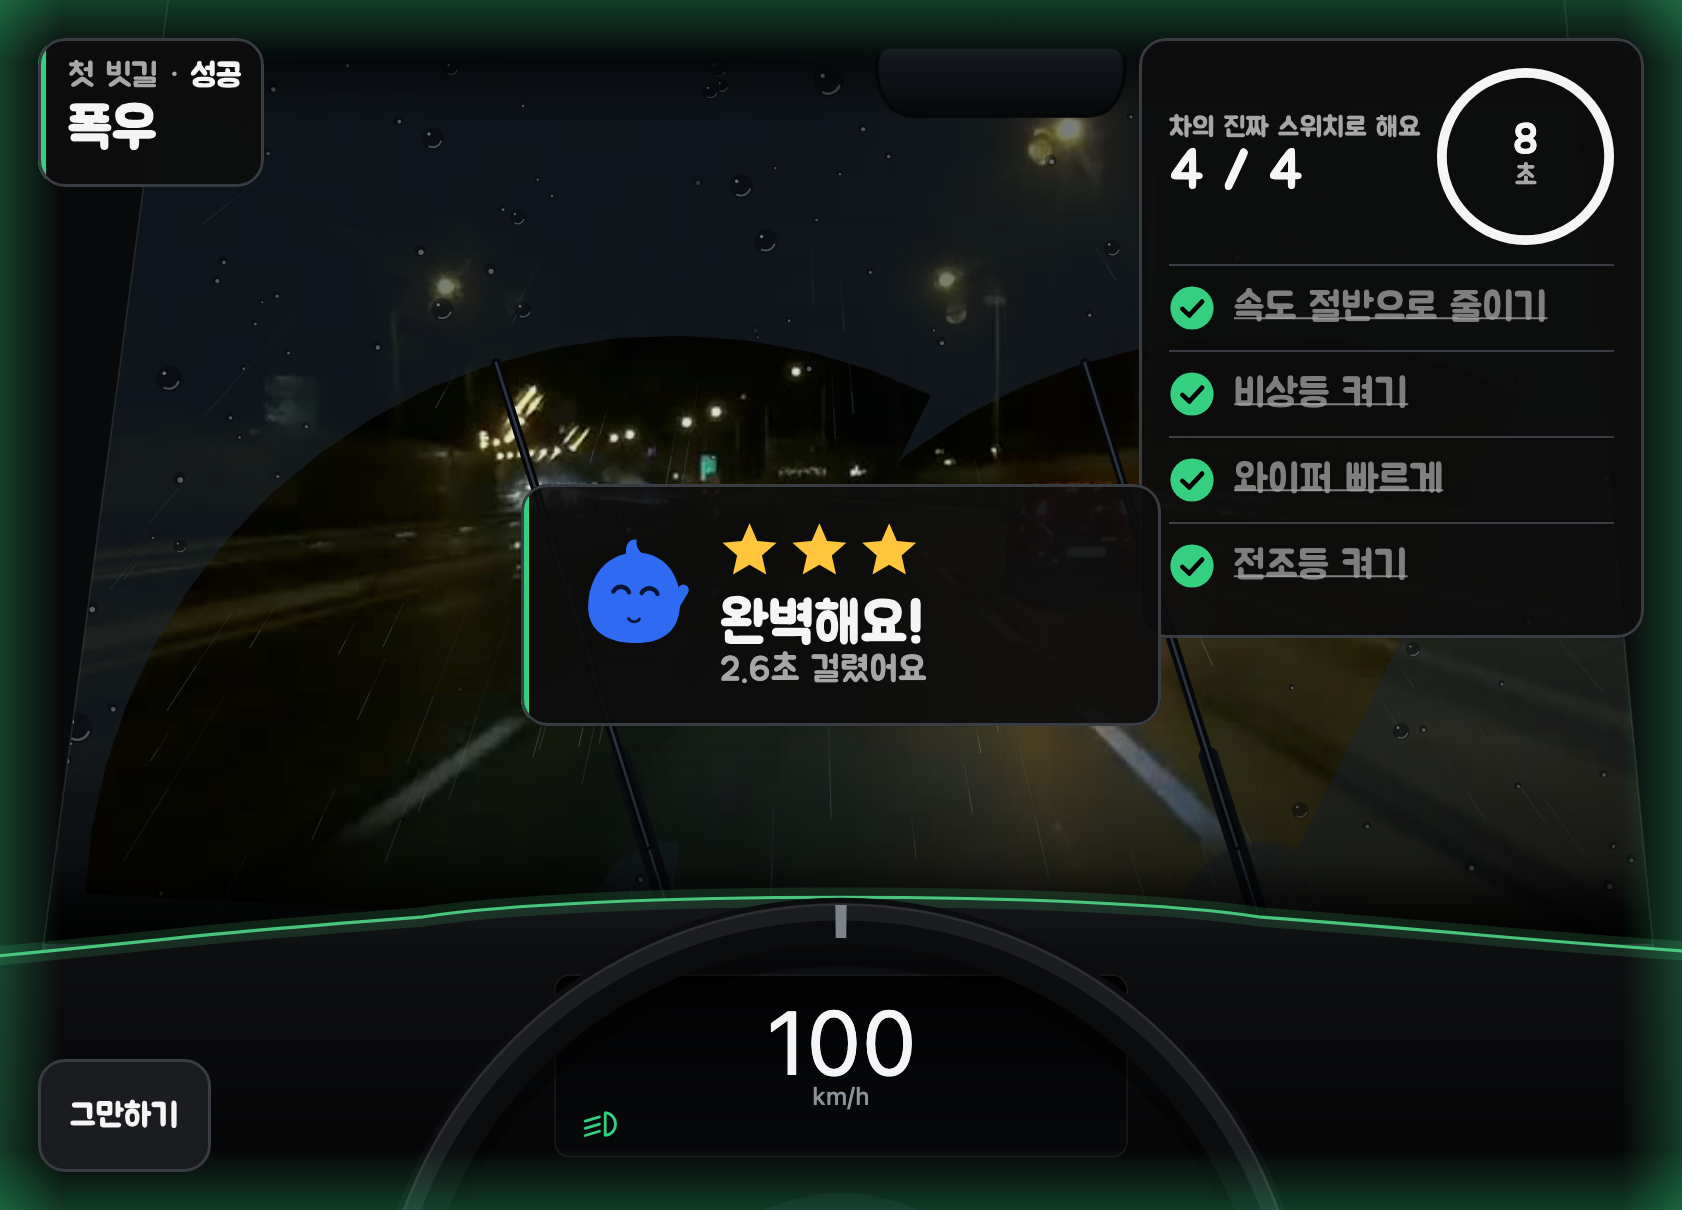 첫 빗길 · 성공
폭우
차의 진짜 스위치로 해요
4 / 4
8
초
속도 절반으로 줄이기
비상등 켜기
와이퍼 빠르게
전조등 켜기
완벽해요!
2.6초 걸렸어요
100
km/h
그만하기